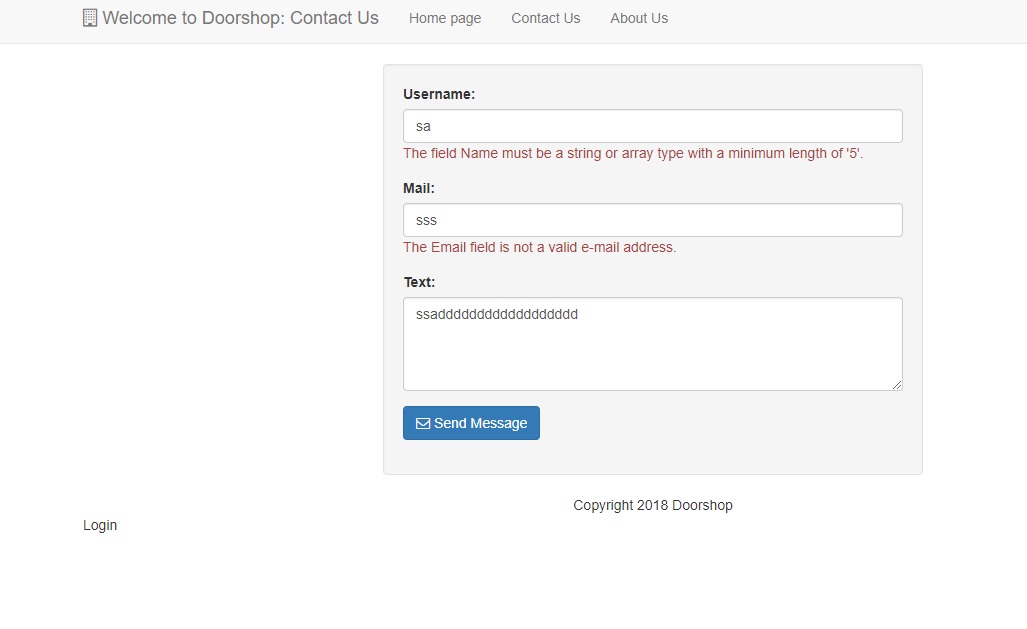 Welcome to Doorshop: Contact Us Home page Contact Us About Us
Username:
sa
The field Name must be a string or array type with a minimum length of '5'.
Mail:
sss
The Email field is not a valid e-mail address.
Text:
ssadddddddddddddddddd
Send Message
Copyright 2018 Doorshop
Login